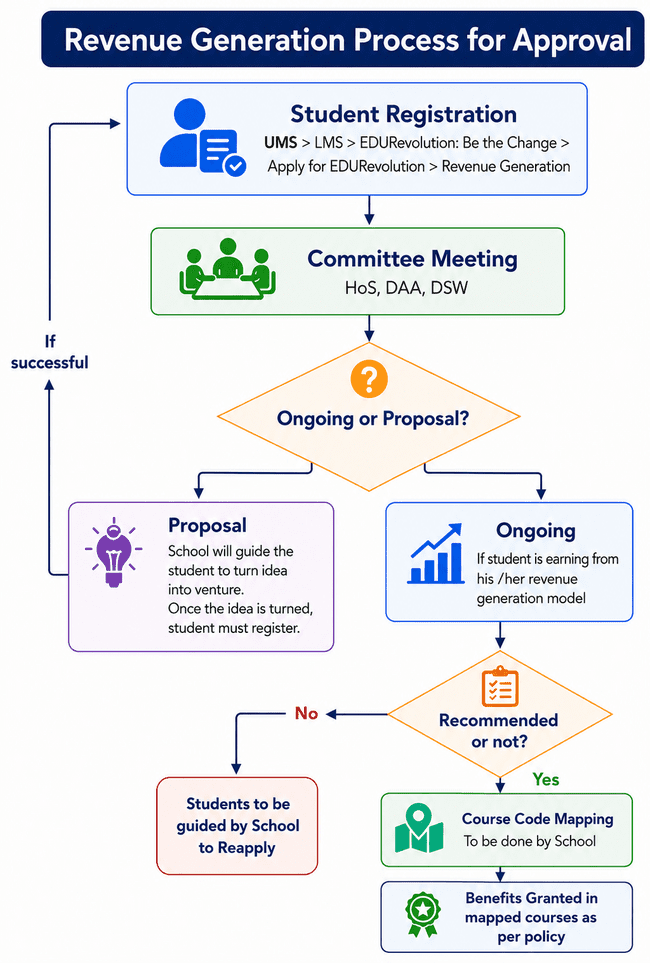 Revenue Generation Process for Approval
Student Registration
UMS > LMS > EDURevolution: Be the Change >
Apply for EDURevolution > Revenue Generation
Committee Meeting
HoS, DAA, DSW
If
successful
?
Ongoing or Proposal?
Proposal
School will guide the
student to turn idea
into venture.
Once the idea is turned,
student must register.
Ongoing
If student is earning from
his /her revenue
generation model
Recommended
or not?
No
Yes
Students to be
guided by School
to Reapply
Course Code Mapping
To be done by School
Benefits Granted in
mapped courses as
per policy